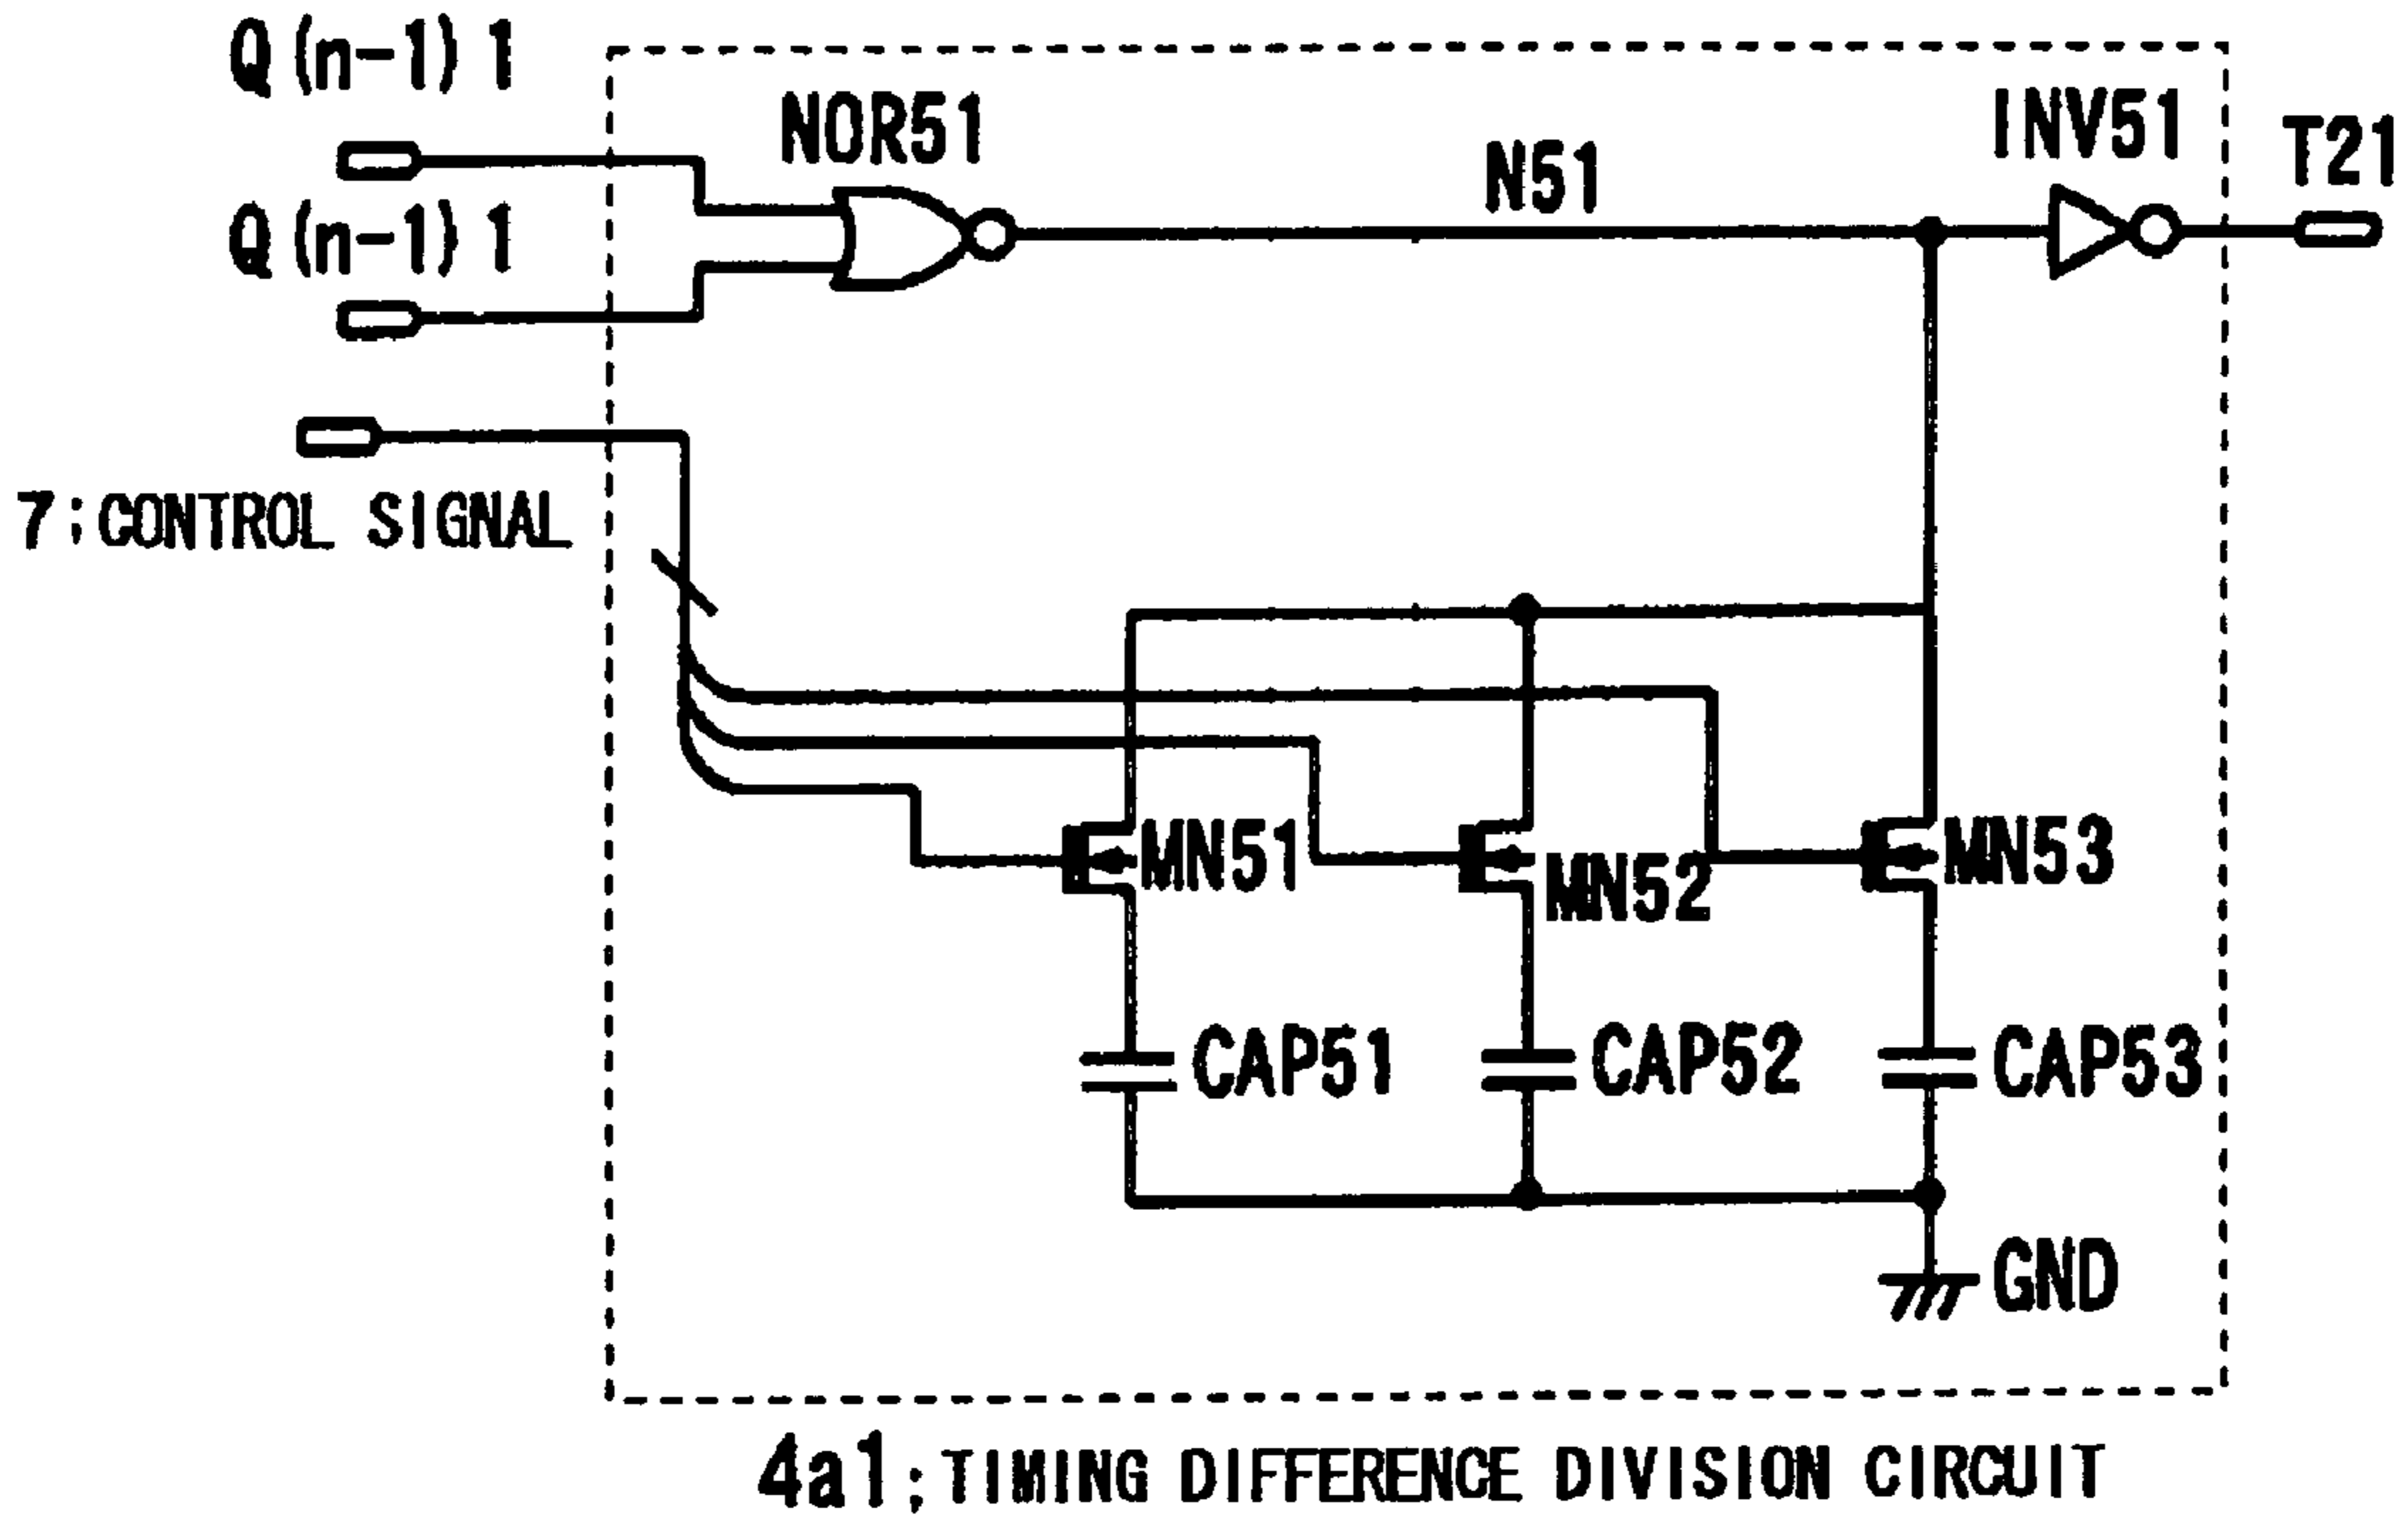 Q(n-1)1
NOR51
INV51
T21
N51
Q(n-1)1
7;CONTROL SIGNAL
MN51
MN52
MN53
CAP51
CAP52
CAP53
GND
4a1;TIMING DIFFERENCE DIVISION CIRCUIT